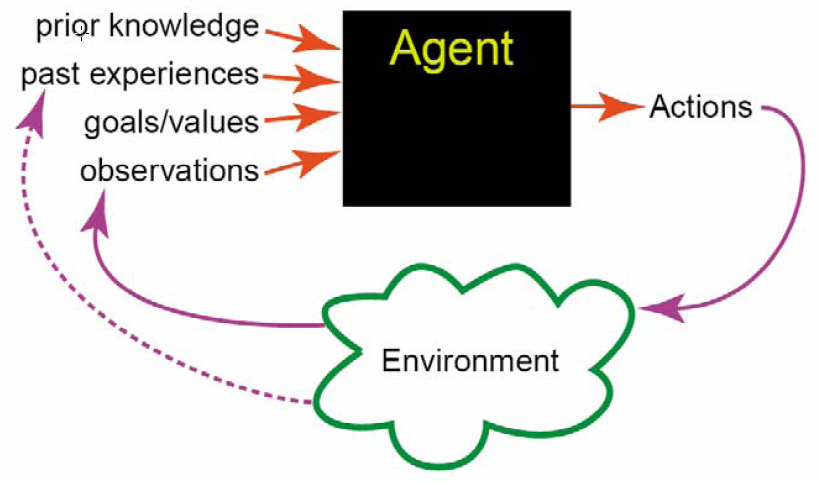 prior knowledge
past experiences
goals/values
observations
Agent
Actions
Environment